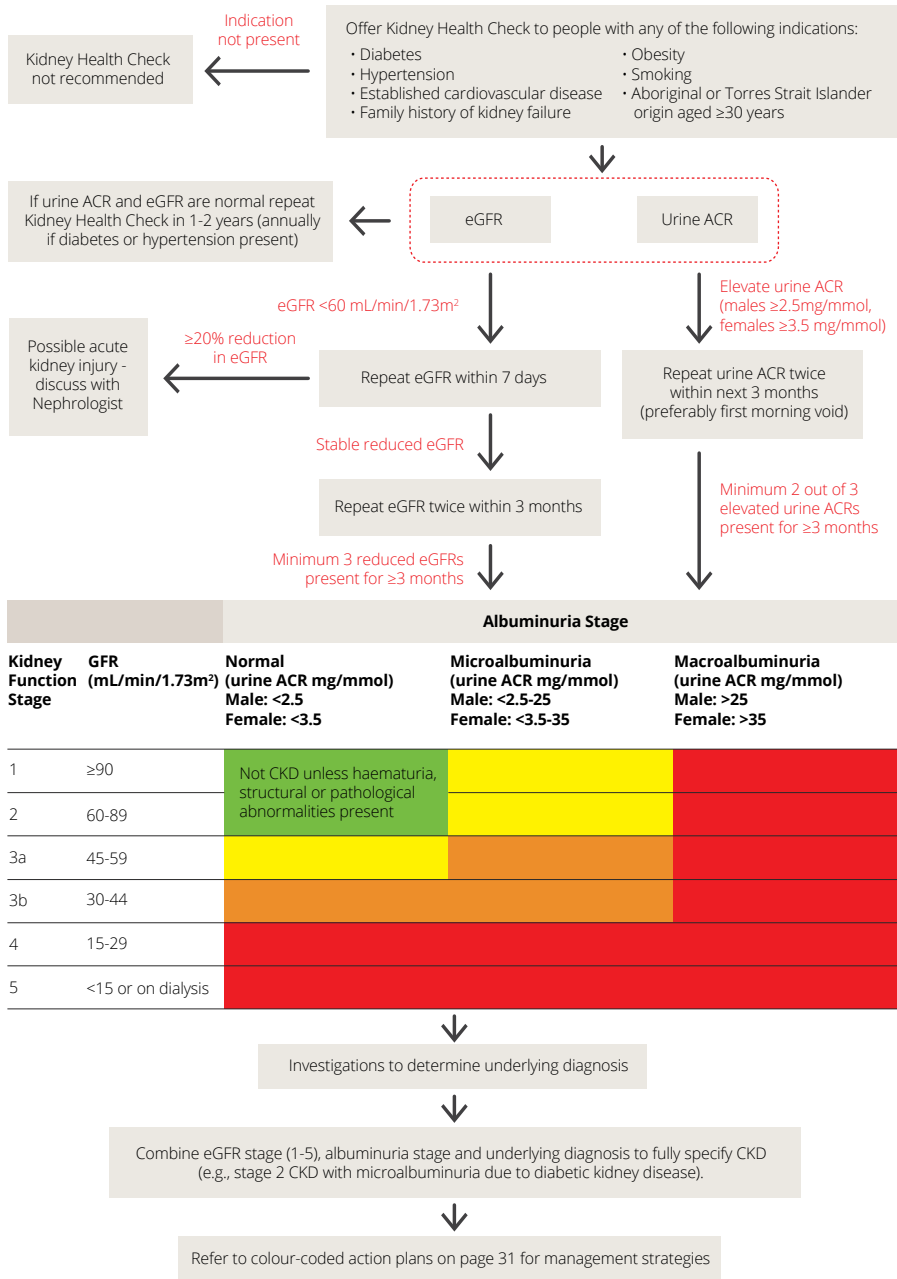 Indication
not present
Kidney Health Check
not recommended
Offer Kidney Health Check to people with any of the following indications:
· Diabetes
· Hypertension
· Established cardiovascular disease
· Family history of kidney failure
· Obesity
· Smoking
· Aboriginal or Torres Strait Islander
origin aged ≥30 years
If urine ACR and eGFR are normal repeat
Kidney Health Check in 1-2 years (annually
if diabetes or hypertension present)
eGFR
Urine ACR
eGFR <60 mL/min/1.73m²
Elevate urine ACR
(males ≥2.5mg/mmol,
females ≥3.5 mg/mmol)
Possible acute
kidney injury -
discuss with
Nephrologist
≥20% reduction
in eGFR
Repeat eGFR within 7 days
Repeat urine ACR twice
within next 3 months
(preferably first morning void)
Stable reduced eGFR
Repeat eGFR twice within 3 months
Minimum 2 out of 3
elevated urine ACRs
present for ≥3 months
Minimum 3 reduced eGFRs
present for ≥3 months
Albuminuria Stage
Kidney
Function
Stage
GFR
(mL/min/1.73m²)
Normal
(urine ACR mg/mmol)
Male: <2.5
Female: <3.5
Microalbuminuria
(urine ACR mg/mmol)
Male: <2.5-25
Female: <3.5-35
Macroalbuminuria
(urine ACR mg/mmol)
Male: >25
Female: >35
1 ≥90
Not CKD unless haematuria,
structural or pathological
abnormalities present
2 60-89
3a 45-59
3b 30-44
4 15-29
5 <15 or on dialysis
Investigations to determine underlying diagnosis
Combine eGFR stage (1-5), albuminuria stage and underlying diagnosis to fully specify CKD
(e.g., stage 2 CKD with microalbuminuria due to diabetic kidney disease).
Refer to colour-coded action plans on page 31 for management strategies